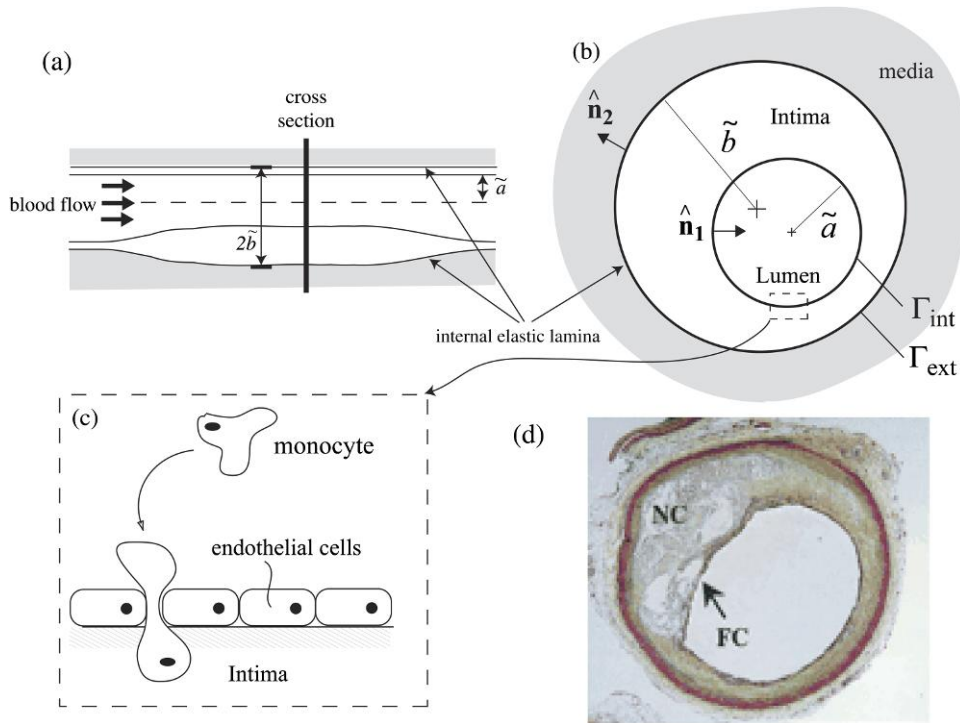 (a)
cross
section
blood flow
ã
2b̃
internal elastic lamina
(b)
media
n̂₂
Intima
b̃
n̂₁
ã
Lumen
Γint
Γext
(c)
monocyte
endothelial cells
Intima
(d)
NC
FC